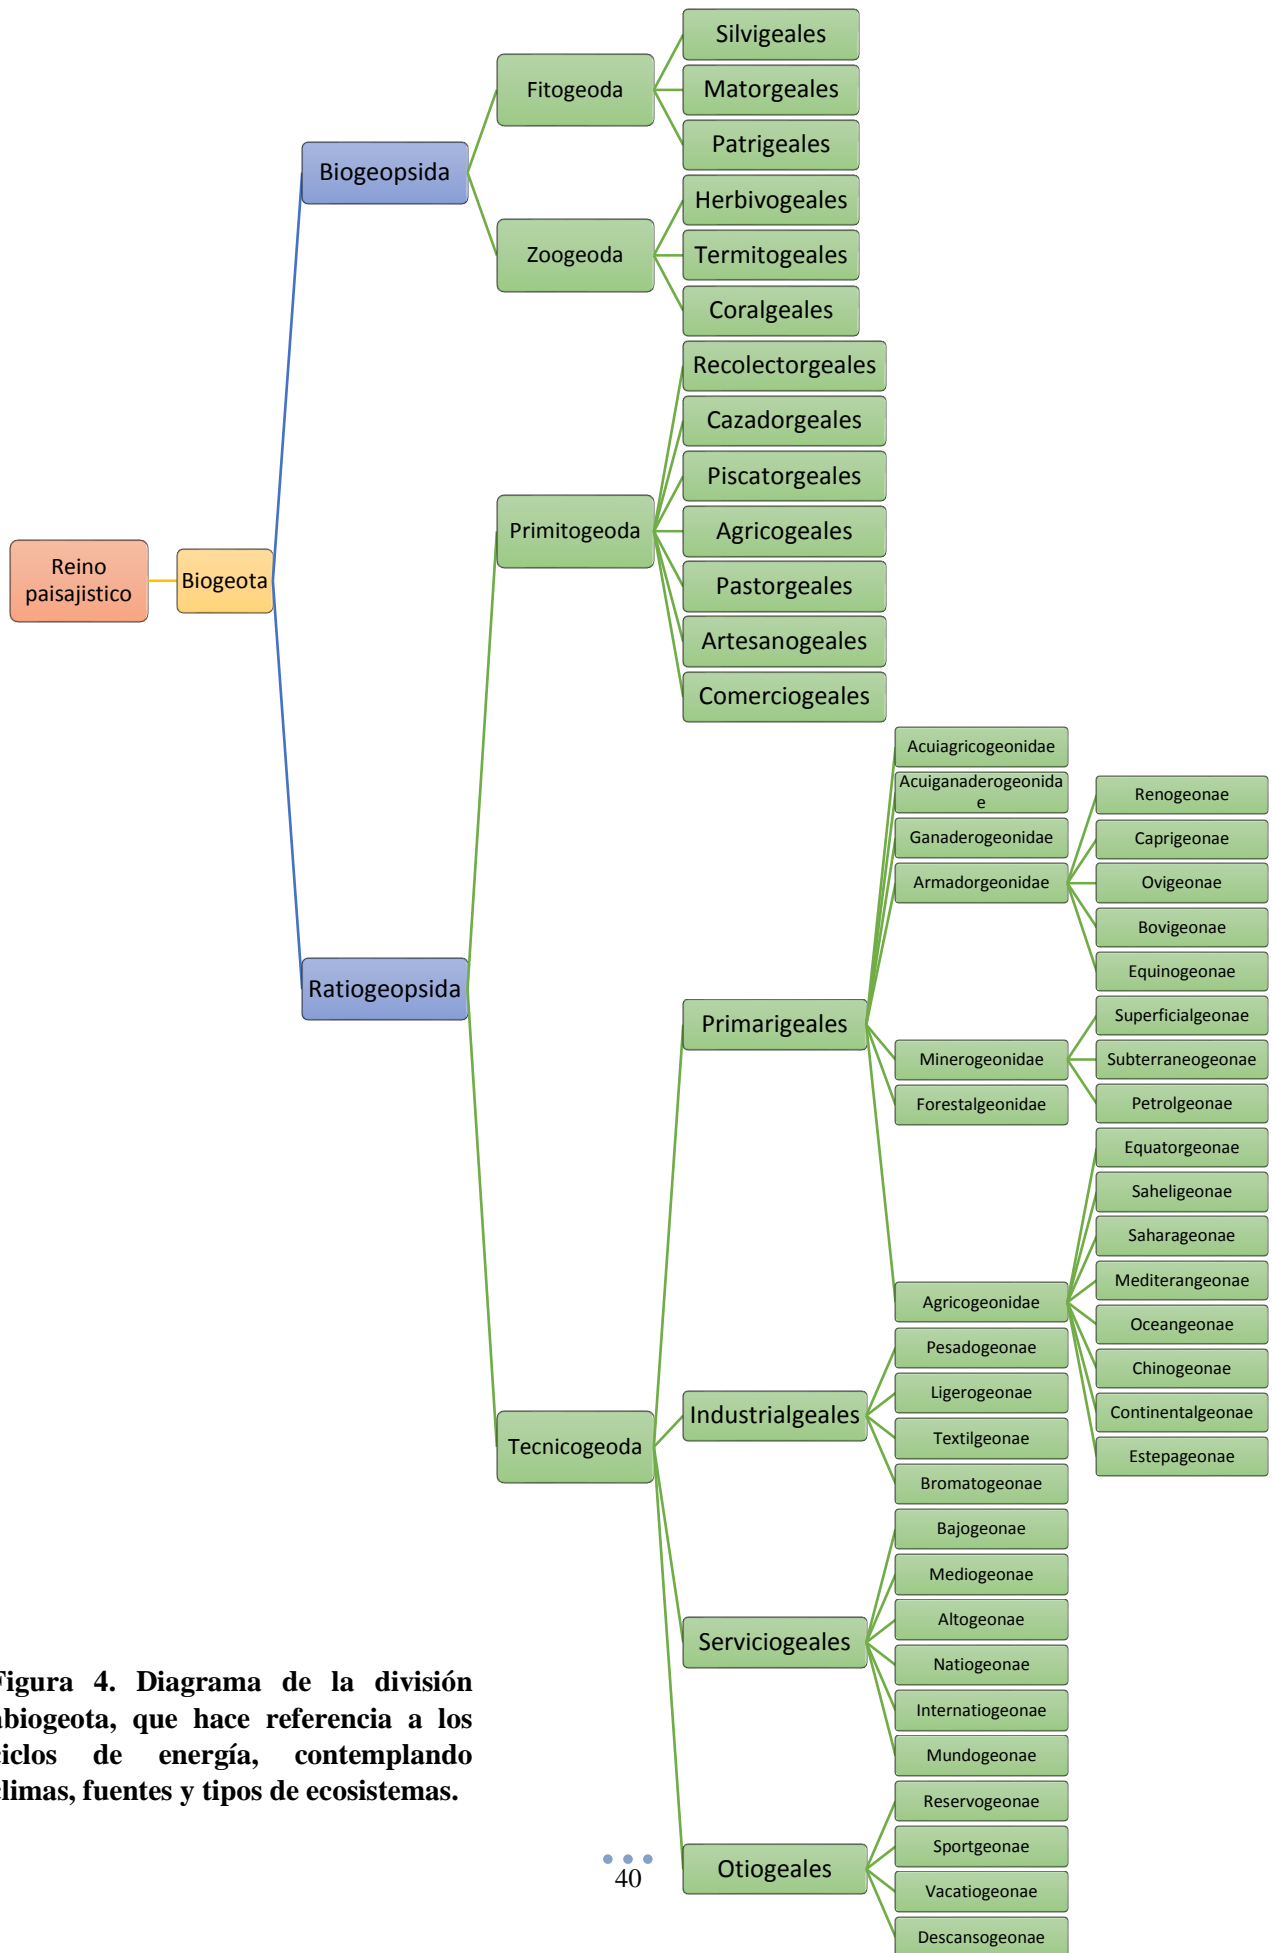 Reino
paisajistico
Biogeota
Biogeopsida
Fitogeoda
Silvigeales
Matorgeales
Patrigeales
Zoogeoda
Herbivogeales
Termitogeales
Coralgeales
Ratiogeopsida
Primitogeoda
Recolectorgeales
Cazadorgeales
Piscatorgeales
Agricogeales
Pastorgeales
Artesanogeales
Comerciogeales
Tecnicogeoda
Primarigeales
Acuiagricogeonidae
Acuiganaderogeonida
e
Ganaderogeonidae
Armadorgeonidae
Renogeonae
Caprigeonae
Ovigeonae
Bovigeonae
Equinogeonae
Minerogeonidae
Superficialgeonae
Subterraneogeonae
Petrolgeonae
Forestalgeonidae
Agricogeonidae
Equatorgeonae
Saheligeonae
Saharageonae
Mediterangeonae
Oceangeonae
Chinogeonae
Continentalgeonae
Estepageonae
Industrialgeales
Pesadogeonae
Ligerogeonae
Textilgeonae
Bromatogeonae
Serviciogeales
Bajogeonae
Mediogeonae
Altogeonae
Natiogeonae
Internatiogeonae
Mundogeonae
Otiogeales
Reservogeonae
Sportgeonae
Vacatiogeonae
Descansogeonae
Figura 4. Diagrama de la división
abiogeota, que hace referencia a los
ciclos de energía, contemplando
climas, fuentes y tipos de ecosistemas.
40